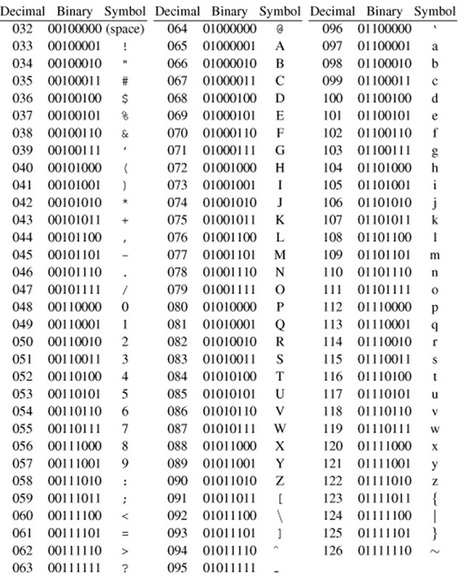 Decimal Binary Symbol Decimal Binary Symbol Decimal Binary Symbol
032 00100000 (space) 064 01000000 @ 096 01100000 `
033 00100001 ! 065 01000001 A 097 01100001 a
034 00100010 " 066 01000010 B 098 01100010 b
035 00100011 # 067 01000011 C 099 01100011 c
036 00100100 $ 068 01000100 D 100 01100100 d
037 00100101 % 069 01000101 E 101 01100101 e
038 00100110 & 070 01000110 F 102 01100110 f
039 00100111 ' 071 01000111 G 103 01100111 g
040 00101000 ( 072 01001000 H 104 01101000 h
041 00101001 ) 073 01001001 I 105 01101001 i
042 00101010 * 074 01001010 J 106 01101010 j
043 00101011 + 075 01001011 K 107 01101011 k
044 00101100 , 076 01001100 L 108 01101100 l
045 00101101 - 077 01001101 M 109 01101101 m
046 00101110 . 078 01001110 N 110 01101110 n
047 00101111 / 079 01001111 O 111 01101111 o
048 00110000 0 080 01010000 P 112 01110000 p
049 00110001 1 081 01010001 Q 113 01110001 q
050 00110010 2 082 01010010 R 114 01110010 r
051 00110011 3 083 01010011 S 115 01110011 s
052 00110100 4 084 01010100 T 116 01110100 t
053 00110101 5 085 01010101 U 117 01110101 u
054 00110110 6 086 01010110 V 118 01110110 v
055 00110111 7 087 01010111 W 119 01110111 w
056 00111000 8 088 01011000 X 120 01111000 x
057 00111001 9 089 01011001 Y 121 01111001 y
058 00111010 : 090 01011010 Z 122 01111010 z
059 00111011 ; 091 01011011 [ 123 01111011 {
060 00111100 < 092 01011100 \ 124 01111100 |
061 00111101 = 093 01011101 ] 125 01111101 }
062 00111110 > 094 01011110 ^ 126 01111110 ~
063 00111111 ? 095 01011111 _